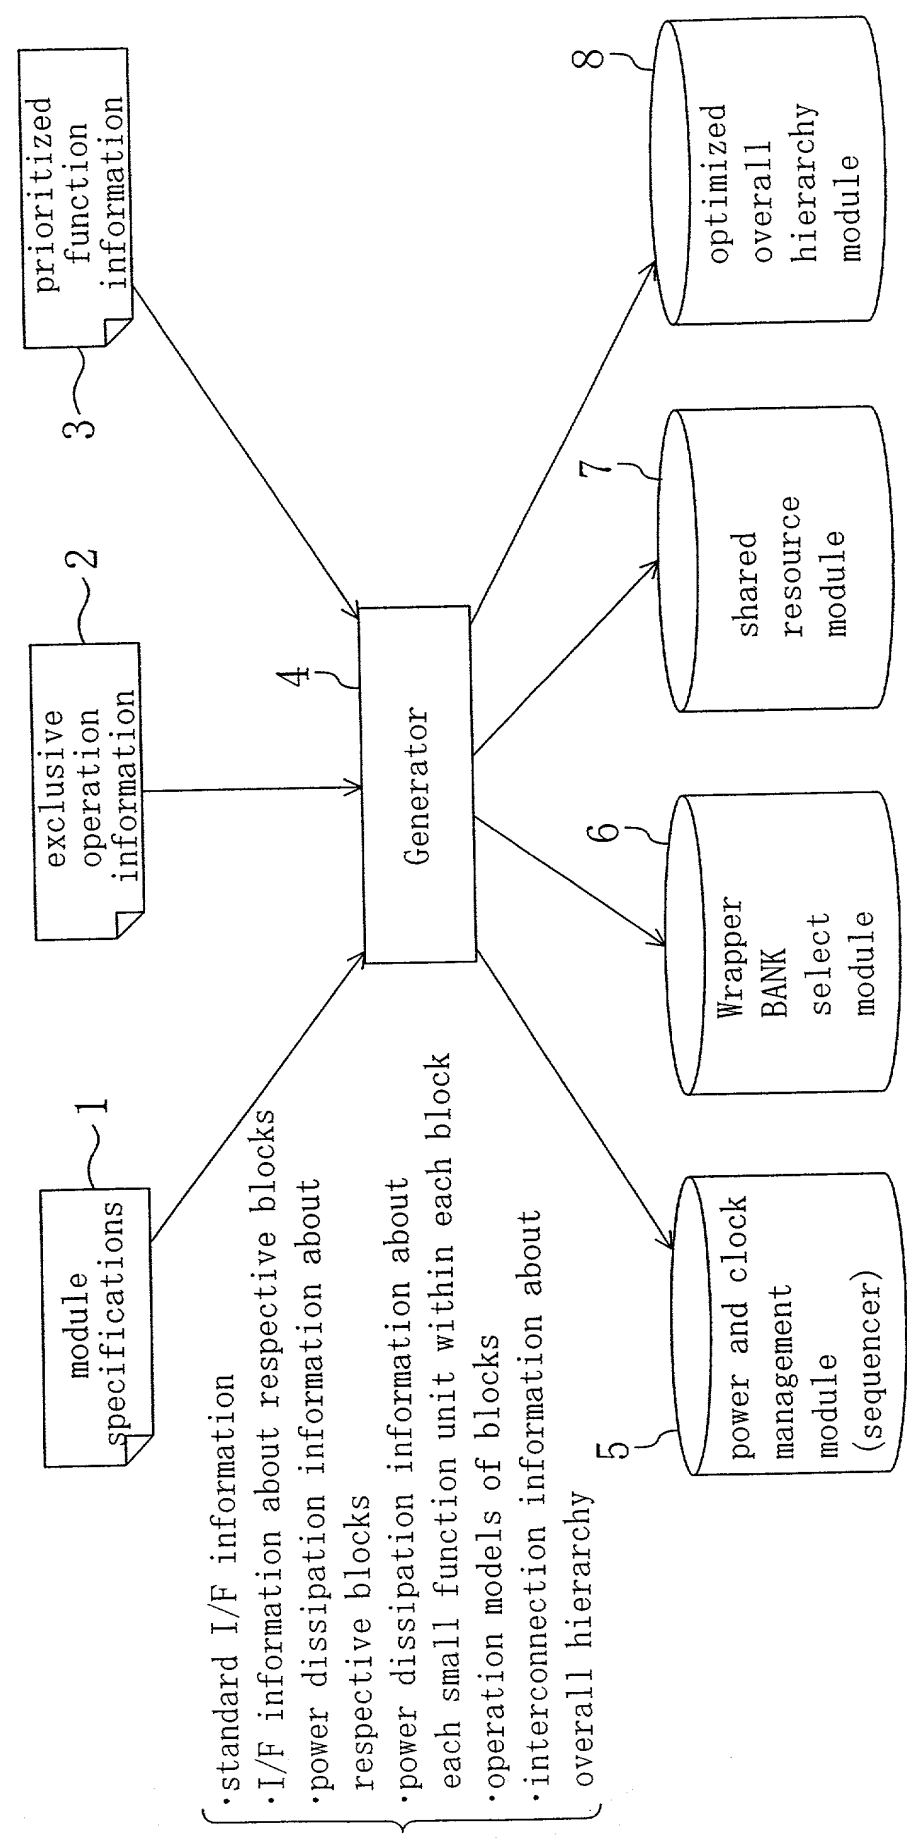 1
module
specifications
2
exclusive
operation
information
3
prioritized
function
information
·standard I/F information
·I/F information about respective blocks
·power dissipation information about
respective blocks
·power dissipation information about
each small function unit within each block
·operation models of blocks
·interconnection information about
overall hierarchy
4
Generator
5
power and clock
management
module
(sequencer)
6
Wrapper
BANK
select
module
7
shared
resource
module
8
optimized
overall
hierarchy
module